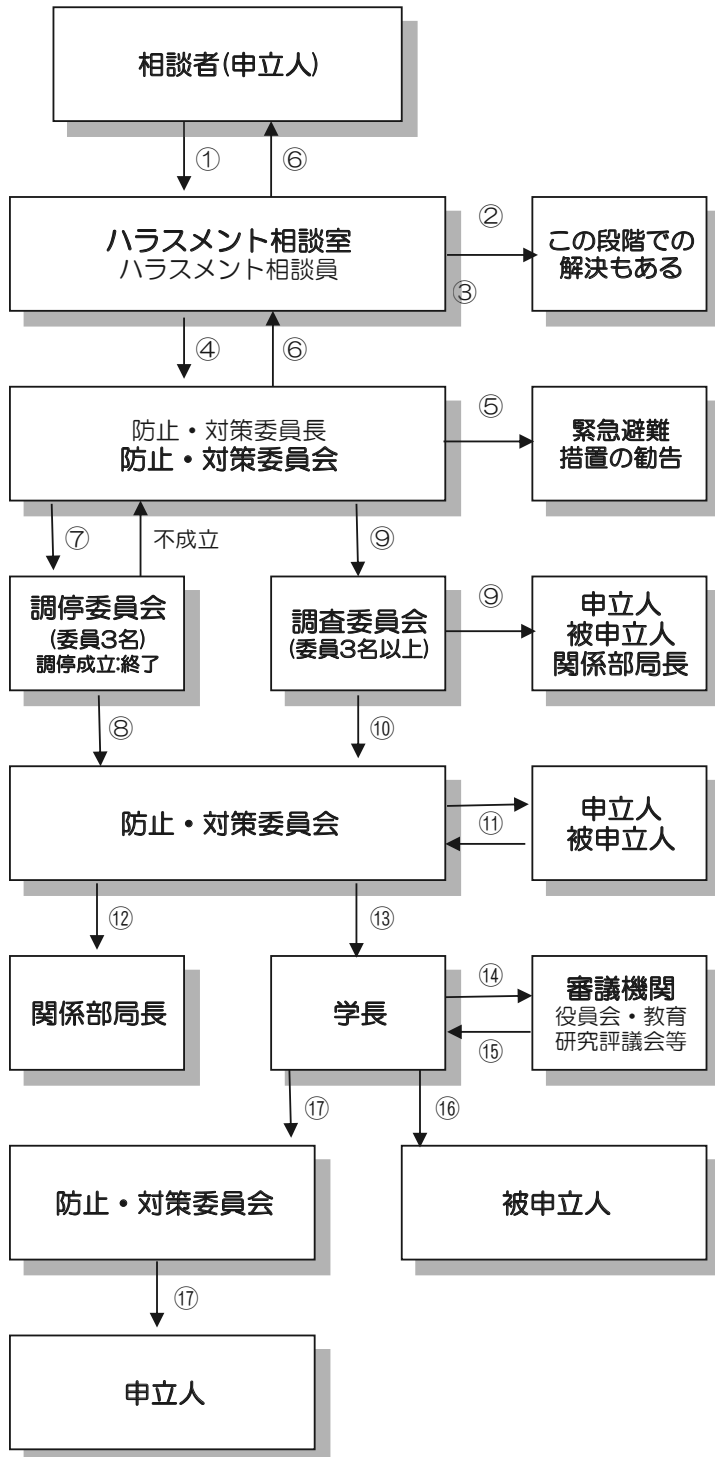 相談者(申立人)
①
⑥
ハラスメント相談室
ハラスメント相談員
②
この段階での
解決もある
③
④
⑥
防止・対策委員長
防止・対策委員会
⑤
緊急避難
措置の勧告
⑦
不成立
⑨
調停委員会
(委員3名)
調停成立:終了
調査委員会
(委員3名以上)
⑨
申立人
被申立人
関係部局長
⑧
⑩
防止・対策委員会
⑪
申立人
被申立人
⑫
⑬
関係部局長
学長
⑭
⑮
審議機関
役員会・教育
研究評議会等
⑰
⑯
防止・対策委員会
被申立人
⑰
申立人